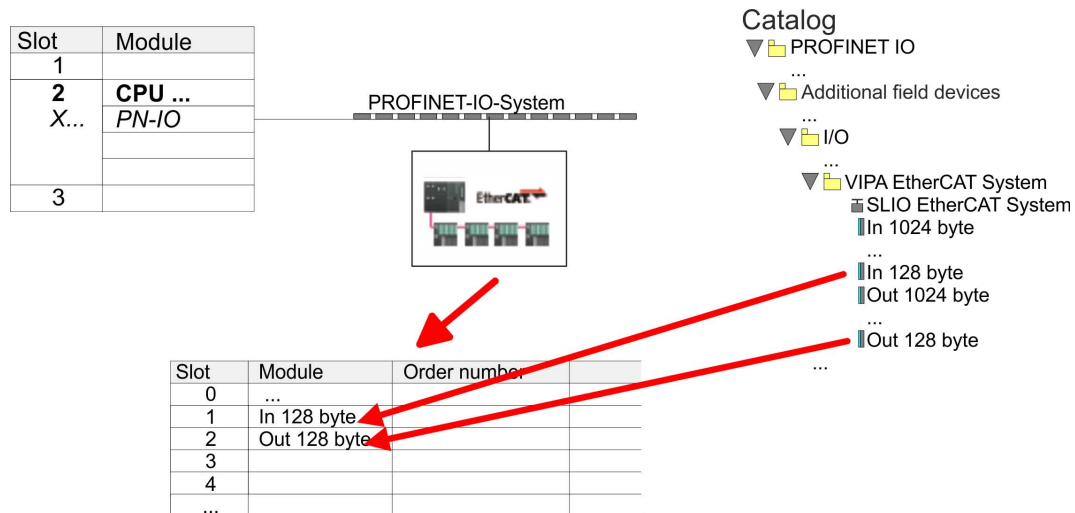 Slot Module
1
2 CPU ...
X... PN-IO
3
PROFINET-IO-System
EtherCAT
Catalog
PROFINET IO
...
Additional field devices
...
I/O
...
VIPA EtherCAT System
SLIO EtherCAT System
In 1024 byte
...
In 128 byte
Out 1024 byte
...
Out 128 byte
...
Slot Module Order number
0 ...
1 In 128 byte
2 Out 128 byte
3
4
...